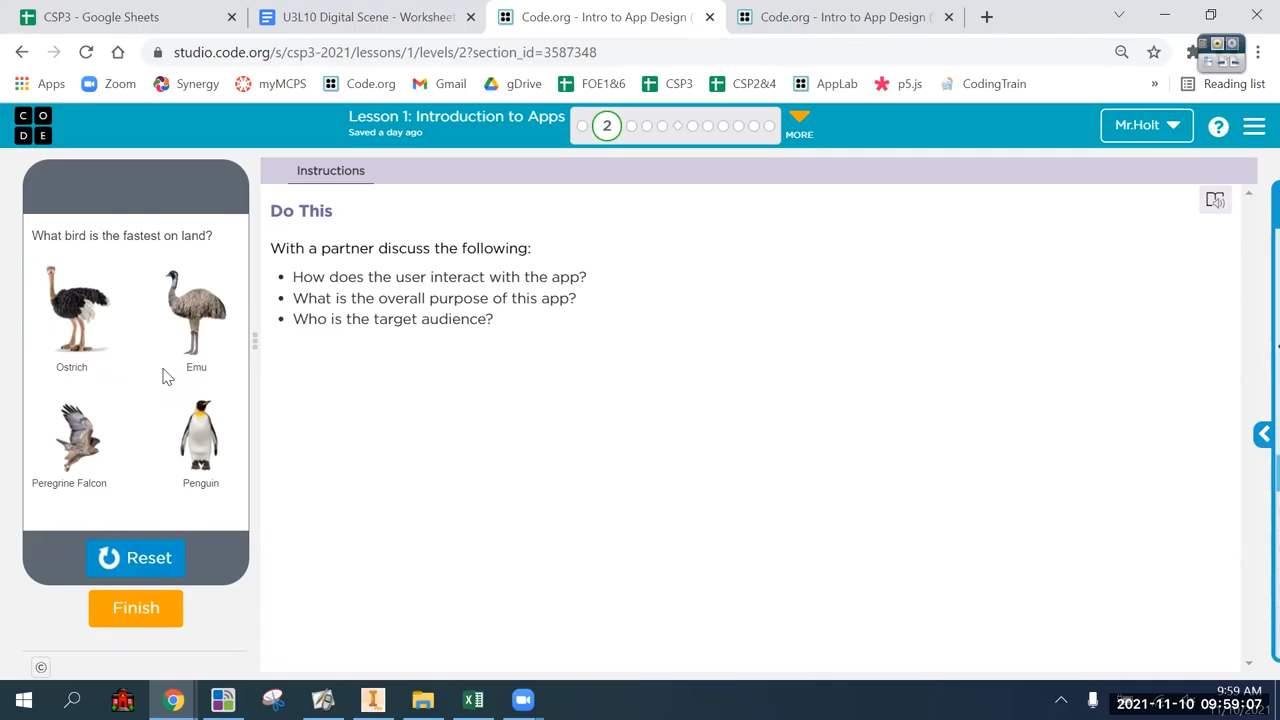 CSP3 - Google Sheets
U3L10 Digital Scene - Worksheet
Code.org - Intro to App Design (
Code.org - Intro to App Design (
studio.code.org/s/csp3-2021/lessons/1/levels/2?section_id=3587348
Apps Zoom Synergy myMCPS Code.org Gmail gDrive FOE1&6 CSP3 CSP2&4 AppLab p5.js CodingTrain » Reading list
C O
D E
Lesson 1: Introduction to Apps
Saved a day ago
2
MORE
Mr.Holt
?
Instructions
Do This
With a partner discuss the following:
• How does the user interact with the app?
• What is the overall purpose of this app?
• Who is the target audience?
What bird is the fastest on land?
Ostrich
Emu
Peregrine Falcon
Penguin
Reset
Finish
©
9:59 AM
2021-11-10 09:59:07